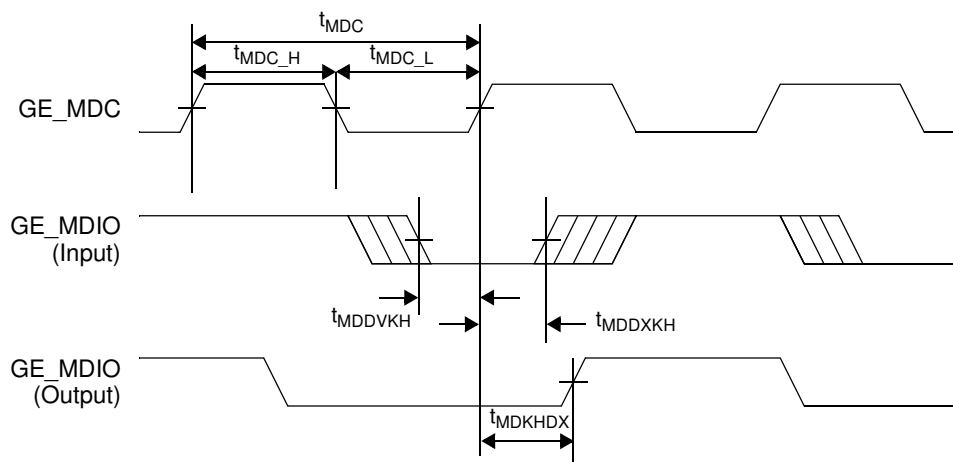 tMDC
tMDC_H
tMDC_L
GE_MDC
GE_MDIO
(Input)
tMDDVKH
tMDDXKH
GE_MDIO
(Output)
tMDKHDX